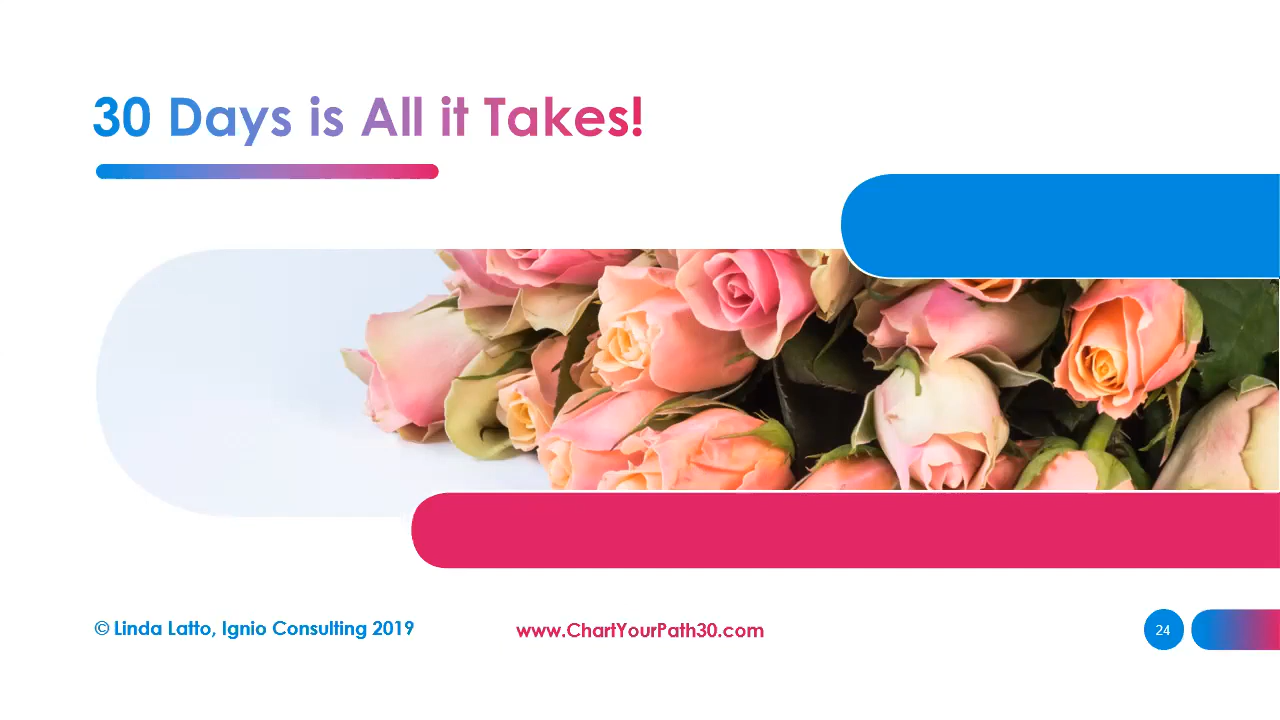 30 Days is All it Takes!
© Linda Latto, Ignio Consulting 2019
www.ChartYourPath30.com
24